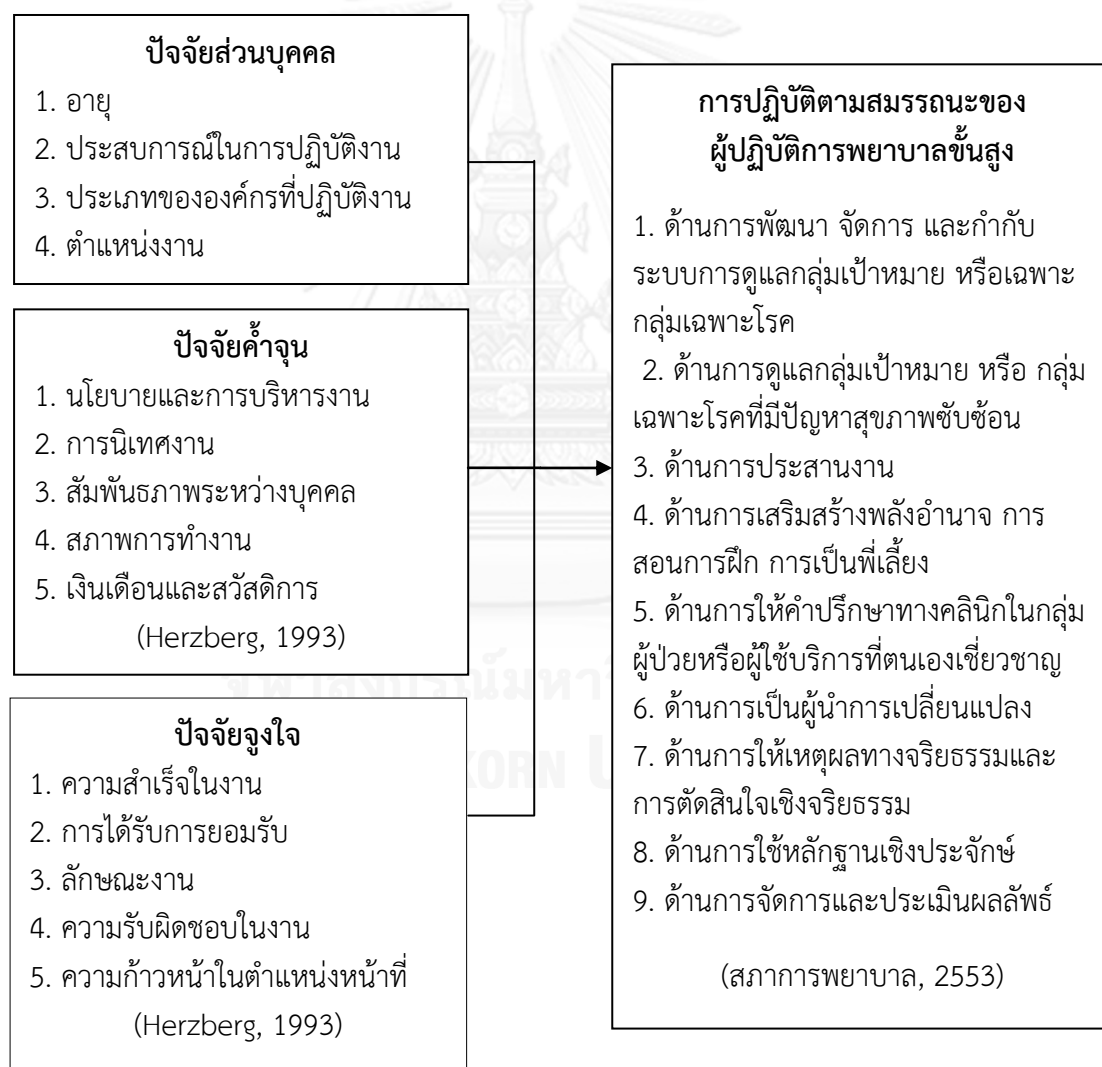 ปัจจัยส่วนบุคคล
1. อายุ
2. ประสบการณ์ในการปฏิบัติงาน
3. ประเภทขององค์กรที่ปฏิบัติงาน
4. ตำแหน่งงาน
ปัจจัยค้ำจุน
1. นโยบายและการบริหารงาน
2. การนิเทศงาน
3. สัมพันธภาพระหว่างบุคคล
4. สภาพการทำงาน
5. เงินเดือนและสวัสดิการ
(Herzberg, 1993)
ปัจจัยจูงใจ
1. ความสำเร็จในงาน
2. การได้รับการยอมรับ
3. ลักษณะงาน
4. ความรับผิดชอบในงาน
5. ความก้าวหน้าในตำแหน่งหน้าที่
(Herzberg, 1993)
การปฏิบัติตามสมรรถนะของ
ผู้ปฏิบัติการพยาบาลขั้นสูง
1. ด้านการพัฒนา จัดการ และกำกับ
ระบบการดูแลกลุ่มเป้าหมาย หรือเฉพาะ
กลุ่มเฉพาะโรค
2. ด้านการดูแลกลุ่มเป้าหมาย หรือ กลุ่ม
เฉพาะโรคที่มีปัญหาสุขภาพซับซ้อน
3. ด้านการประสานงาน
4. ด้านการเสริมสร้างพลังอำนาจ การ
สอนการฝึก การเป็นพี่เลี้ยง
5. ด้านการให้คำปรึกษาทางคลินิกในกลุ่ม
ผู้ป่วยหรือผู้ใช้บริการที่ตนเองเชี่ยวชาญ
6. ด้านการเป็นผู้นำการเปลี่ยนแปลง
7. ด้านการให้เหตุผลทางจริยธรรมและ
การตัดสินใจเชิงจริยธรรม
8. ด้านการใช้หลักฐานเชิงประจักษ์
9. ด้านการจัดการและประเมินผลลัพธ์
(สภาการพยาบาล, 2553)